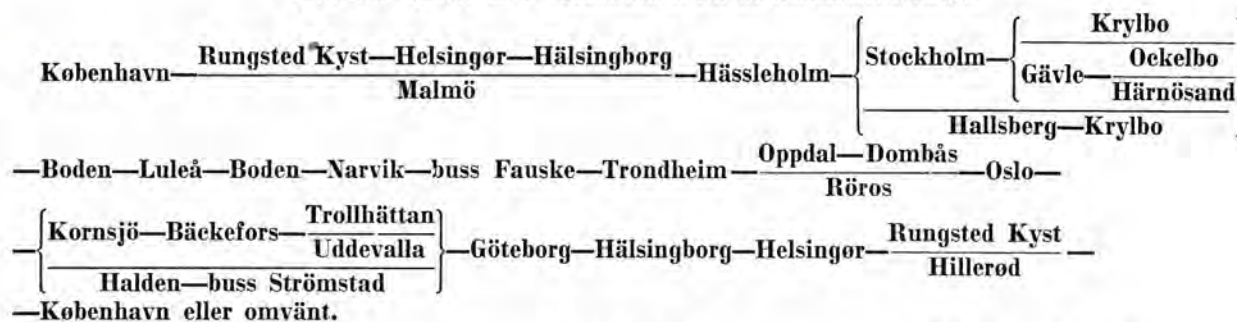 København—Rungsted Kyst—Helsingør—Hälsingborg—Hässleholm—Stockholm—Krylbo
Malmö
Gävle—Ockelbo
Härnösand
Hallsberg—Krylbo
—Boden—Luleå—Boden—Narvik—buss Fauske—Trondheim—Oppdal—Dombås—Oslo—
Röros
—Kornsjö—Bäckefors—Trollhättan—Göteborg—Hälsingborg—Helsingør—Rungsted Kyst—
Uddevalla
Hillerød
Halden—buss Strömstad
—København eller omvänt.